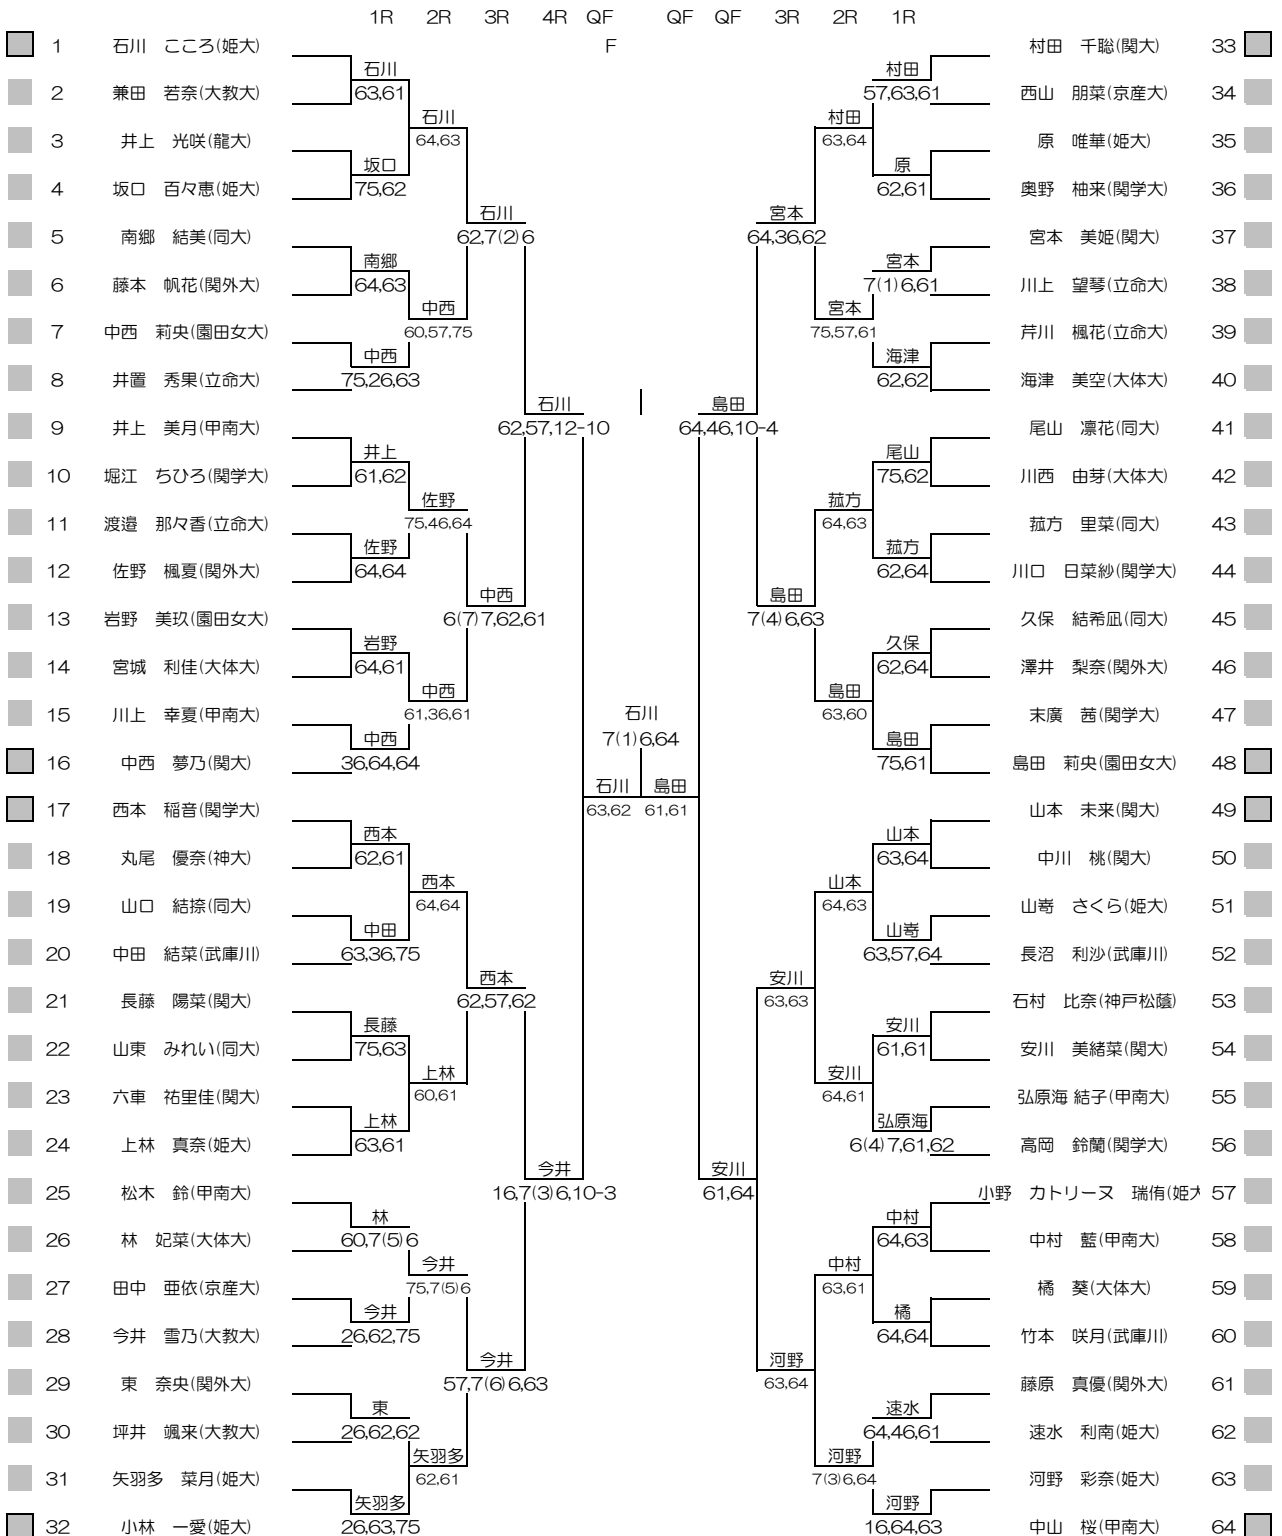 1R 2R 3R 4R QF QF QF 3R 2R 1R
1 石川 こころ(姫大) F 村田 千聡(関大) 33
石川 村田
2 兼田 若奈(大教大) 63,61 57,63,61 西山 朋菜(京産大) 34
石川 村田
3 井上 光咲(龍大) 64,63 63,64 原 唯華(姫大) 35
坂口 原
4 坂口 百々恵(姫大) 75,62 62,61 奥野 柚来(関学大) 36
石川 宮本
5 南郷 結美(同大) 62,7(2)6 64,36,62 宮本 美姫(関大) 37
南郷 宮本
6 藤本 帆花(関外大) 64,63 7(1)6,61 川上 望琴(立命大) 38
中西 宮本
7 中西 莉央(園田女大) 60,57,75 75,57,61 芹川 楓花(立命大) 39
中西 海津
8 井置 秀果(立命大) 75,26,63 62,62 海津 美空(大体大) 40
石川 島田
9 井上 美月(甲南大) 62,57,12-10 64,46,10-4 尾山 凛花(同大) 41
井上 尾山
10 堀江 ちひろ(関学大) 61,62 75,62 川西 由芽(大体大) 42
佐野 菰方
11 渡邉 那々香(立命大) 75,46,64 64,63 菰方 里菜(同大) 43
佐野 菰方
12 佐野 楓夏(関外大) 64,64 62,64 川口 日菜紗(関学大) 44
中西 島田
13 岩野 美玖(園田女大) 6(7)7,62,61 7(4)6,63 久保 結希凪(同大) 45
岩野 久保
14 宮城 利佳(大体大) 64,61 62,64 澤井 梨奈(関外大) 46
中西 島田
15 川上 幸夏(甲南大) 61,36,61 石川 63,60 末廣 茜(関学大) 47
中西 7(1)6,64 島田
16 中西 夢乃(関大) 36,64,64 75,61 島田 莉央(園田女大) 48
石川 島田
17 西本 稲音(関学大) 63,62 61,61 山本 未来(関大) 49
西本 山本
18 丸尾 優奈(神大) 62,61 63,64 中川 桃(関大) 50
西本 山本
19 山口 結捺(同大) 64,64 64,63 山嵜 さくら(姫大) 51
中田 山嵜
20 中田 結菜(武庫川) 63,36,75 63,57,64 長沼 利沙(武庫川) 52
西本 安川
21 長藤 陽菜(関大) 62,57,62 63,63 石村 比奈(神戸松蔭) 53
長藤 安川
22 山東 みれい(同大) 75,63 61,61 安川 美緒菜(関大) 54
上林 安川
23 六車 祐里佳(関大) 60,61 64,61 弘原海 結子(甲南大) 55
上林 弘原海
24 上林 真奈(姫大) 63,61 6(4)7,61,62 高岡 鈴蘭(関学大) 56
今井 安川
25 松木 鈴(甲南大) 16,7(3)6,10-3 61,64 小野 カトリーヌ 瑞侑(姫大 57
林 中村
26 林 妃菜(大体大) 60,7(5)6 64,63 中村 藍(甲南大) 58
今井 中村
27 田中 亜依(京産大) 75,7(5)6 63,61 橘 葵(大体大) 59
今井 橘
28 今井 雪乃(大教大) 26,62,75 64,64 竹本 咲月(武庫川) 60
今井 河野
29 東 奈央(関外大) 57,7(6)6,63 63,64 藤原 真優(関外大) 61
東 速水
30 坪井 颯来(大教大) 26,62,62 64,46,61 速水 利南(姫大) 62
矢羽多 河野
31 矢羽多 菜月(姫大) 62,61 7(3)6,64 河野 彩奈(姫大) 63
矢羽多 河野
32 小林 一愛(姫大) 26,63,75 16,64,63 中山 桜(甲南大) 64